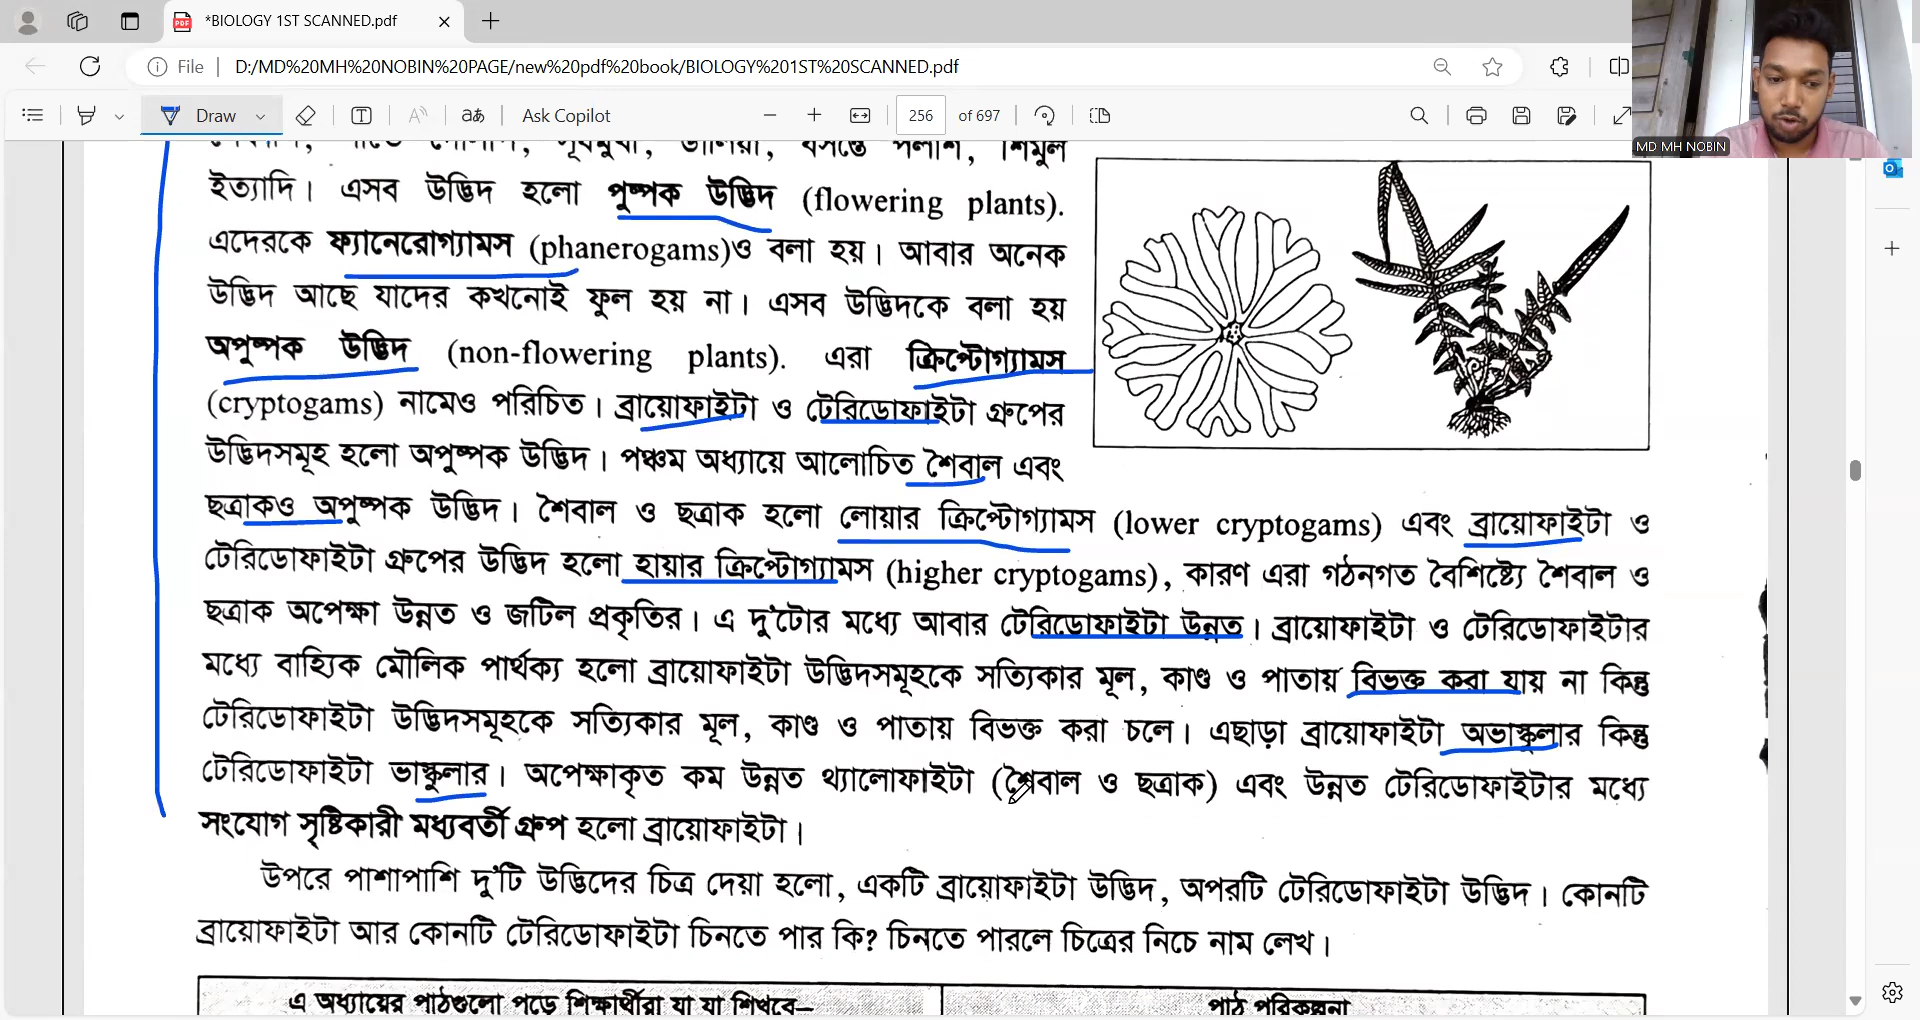 *BIOLOGY 1ST SCANNED.pdf
File D:/MD%20MH%20NOBIN%20PAGE/new%20pdf%20book/BIOLOGY%201ST%20SCANNED.pdf
Draw Ask Copilot 256 of 697
MD MH NOBIN
সূর্যমুখী, ডালিয়া, বসন্তে পলাশ, শিমুল
ইত্যাদি। এসব উদ্ভিদ হলো পুষ্পক উদ্ভিদ (flowering plants).
এদেরকে ফ্যানেরোগ্যামস (phanerogams)ও বলা হয়। আবার অনেক
উদ্ভিদ আছে যাদের কখনোই ফুল হয় না। এসব উদ্ভিদকে বলা হয়
অপুষ্পক উদ্ভিদ (non-flowering plants). এরা ক্রিপ্টোগ্যামস
(cryptogams) নামেও পরিচিত। ব্রায়োফাইটা ও টেরিডোফাইটা গ্রুপের
উদ্ভিদসমূহ হলো অপুষ্পক উদ্ভিদ। পঞ্চম অধ্যায়ে আলোচিত শৈবাল এবং
ছত্রাকও অপুষ্পক উদ্ভিদ। শৈবাল ও ছত্রাক হলো লোয়ার ক্রিপ্টোগ্যামস (lower cryptogams) এবং ব্রায়োফাইটা ও
টেরিডোফাইটা গ্রুপের উদ্ভিদ হলো হায়ার ক্রিপ্টোগ্যামস (higher cryptogams), কারণ এরা গঠনগত বৈশিষ্ট্যে শৈবাল ও
ছত্রাক অপেক্ষা উন্নত ও জটিল প্রকৃতির। এ দু'টোর মধ্যে আবার টেরিডোফাইটা উন্নত। ব্রায়োফাইটা ও টেরিডোফাইটার
মধ্যে বাহ্যিক মৌলিক পার্থক্য হলো ব্রায়োফাইটা উদ্ভিদসমূহকে সত্যিকার মূল, কাণ্ড ও পাতায় বিভক্ত করা যায় না কিন্তু
টেরিডোফাইটা উদ্ভিদসমূহকে সত্যিকার মূল, কাণ্ড ও পাতায় বিভক্ত করা চলে। এছাড়া ব্রায়োফাইটা অভাস্কুলার কিন্তু
টেরিডোফাইটা ভাস্কুলার। অপেক্ষাকৃত কম উন্নত থ্যালোফাইটা (শৈবাল ও ছত্রাক) এবং উন্নত টেরিডোফাইটার মধ্যে
সংযোগ সৃষ্টিকারী মধ্যবর্তী গ্রুপ হলো ব্রায়োফাইটা।
উপরে পাশাপাশি দু'টি উদ্ভিদের চিত্র দেয়া হলো, একটি ব্রায়োফাইটা উদ্ভিদ, অপরটি টেরিডোফাইটা উদ্ভিদ। কোনটি
ব্রায়োফাইটা আর কোনটি টেরিডোফাইটা চিনতে পার কি? চিনতে পারলে চিত্রের নিচে নাম লেখ।
এ অধ্যায়ের পাঠগুলো পড়ে শিক্ষার্থীরা যা যা শিখবে— পাঠ পরিকল্পনা